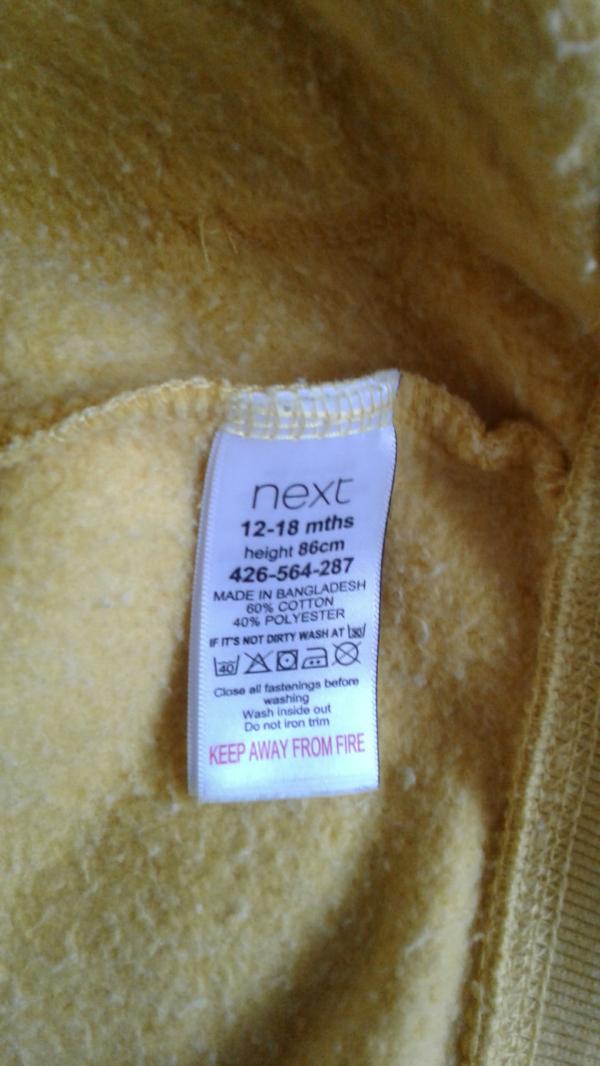 next
12-18 mths
height 86cm
426-564-287
MADE IN BANGLADESH
60% COTTON
40% POLYESTER
IF IT'S NOT DIRTY WASH AT 30
40
Close all fastenings before
washing
Wash inside out
Do not iron trim
KEEP AWAY FROM FIRE